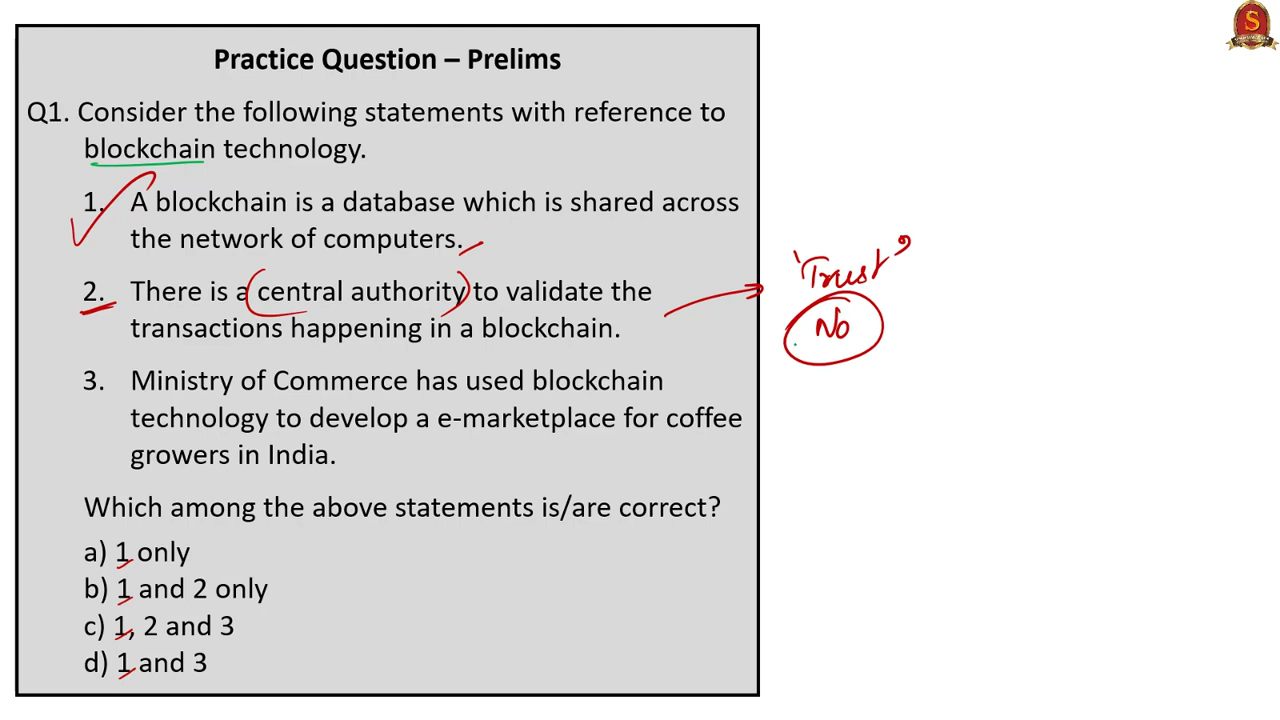 Practice Question – Prelims
Q1. Consider the following statements with reference to
blockchain technology.
1. A blockchain is a database which is shared across
the network of computers.
2. There is a central authority to validate the
transactions happening in a blockchain.
3. Ministry of Commerce has used blockchain
technology to develop a e-marketplace for coffee
growers in India.
Which among the above statements is/are correct?
a) 1 only
b) 1 and 2 only
c) 1, 2 and 3
d) 1 and 3
'Trust'
No
S